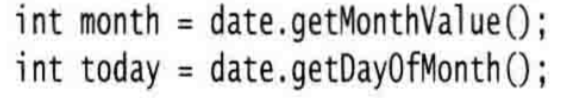 int month = date.getMonthValue();
int today = date.getDayOfMonth();